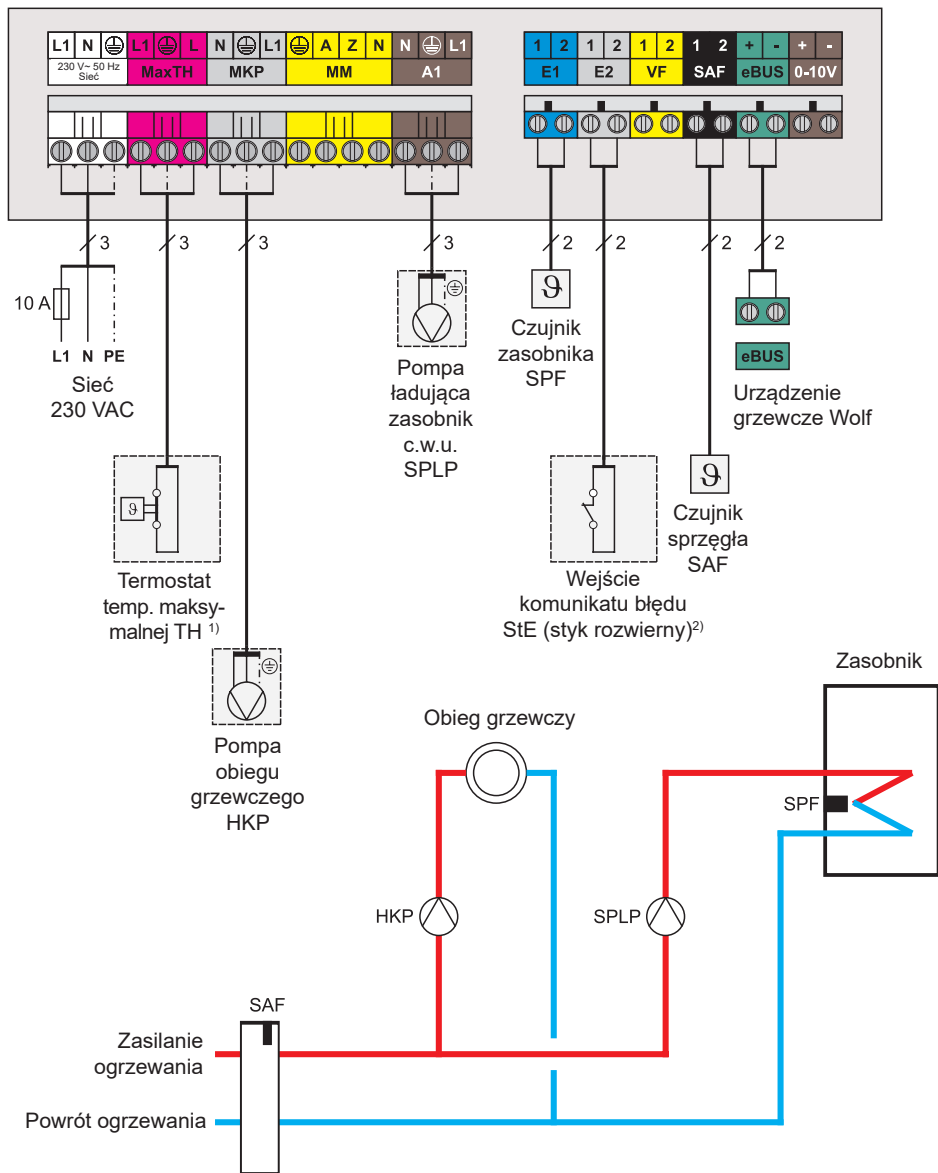 L1 N L1 L N L1 A Z N N L1
230 V~ 50 Hz
Sieć
MaxTH MKP MM A1
1 2 1 2 1 2 1 2 + - + -
E1 E2 VF SAF eBUS 0-10V
3 3 3 3 2 2 2 2
10 A
L1 N PE
Sieć
230 VAC
Pompa
ładująca
zasobnik
c.w.u.
SPLP
ϑ
Czujnik
zasobnika
SPF
eBUS
Urządzenie
grzewcze Wolf
ϑ
Termostat
temp. maksy-
malnej TH 1)
Wejście
komunikatu błędu
StE (styk rozwierny)2)
ϑ
Czujnik
sprzęgła
SAF
Pompa
obiegu
grzewczego
HKP
Zasobnik
Obieg grzewczy
SPF
HKP
SPLP
SAF
Zasilanie
ogrzewania
Powrót ogrzewania